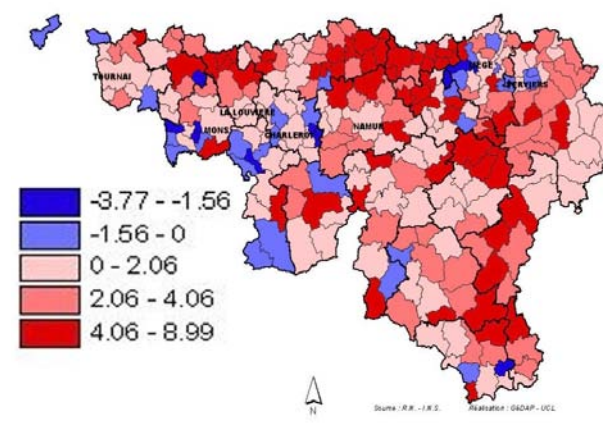 LIEGE
TOURNAI
VERVIERS
LA LOUVIERE
MONS
CHARLEROI
NAMUR
-3.77 - -1.56
-1.56 - 0
0 - 2.06
2.06 - 4.06
4.06 - 8.99
N
Source : R.N. - I.N.S.
Réalisation : GéDAP - UCL